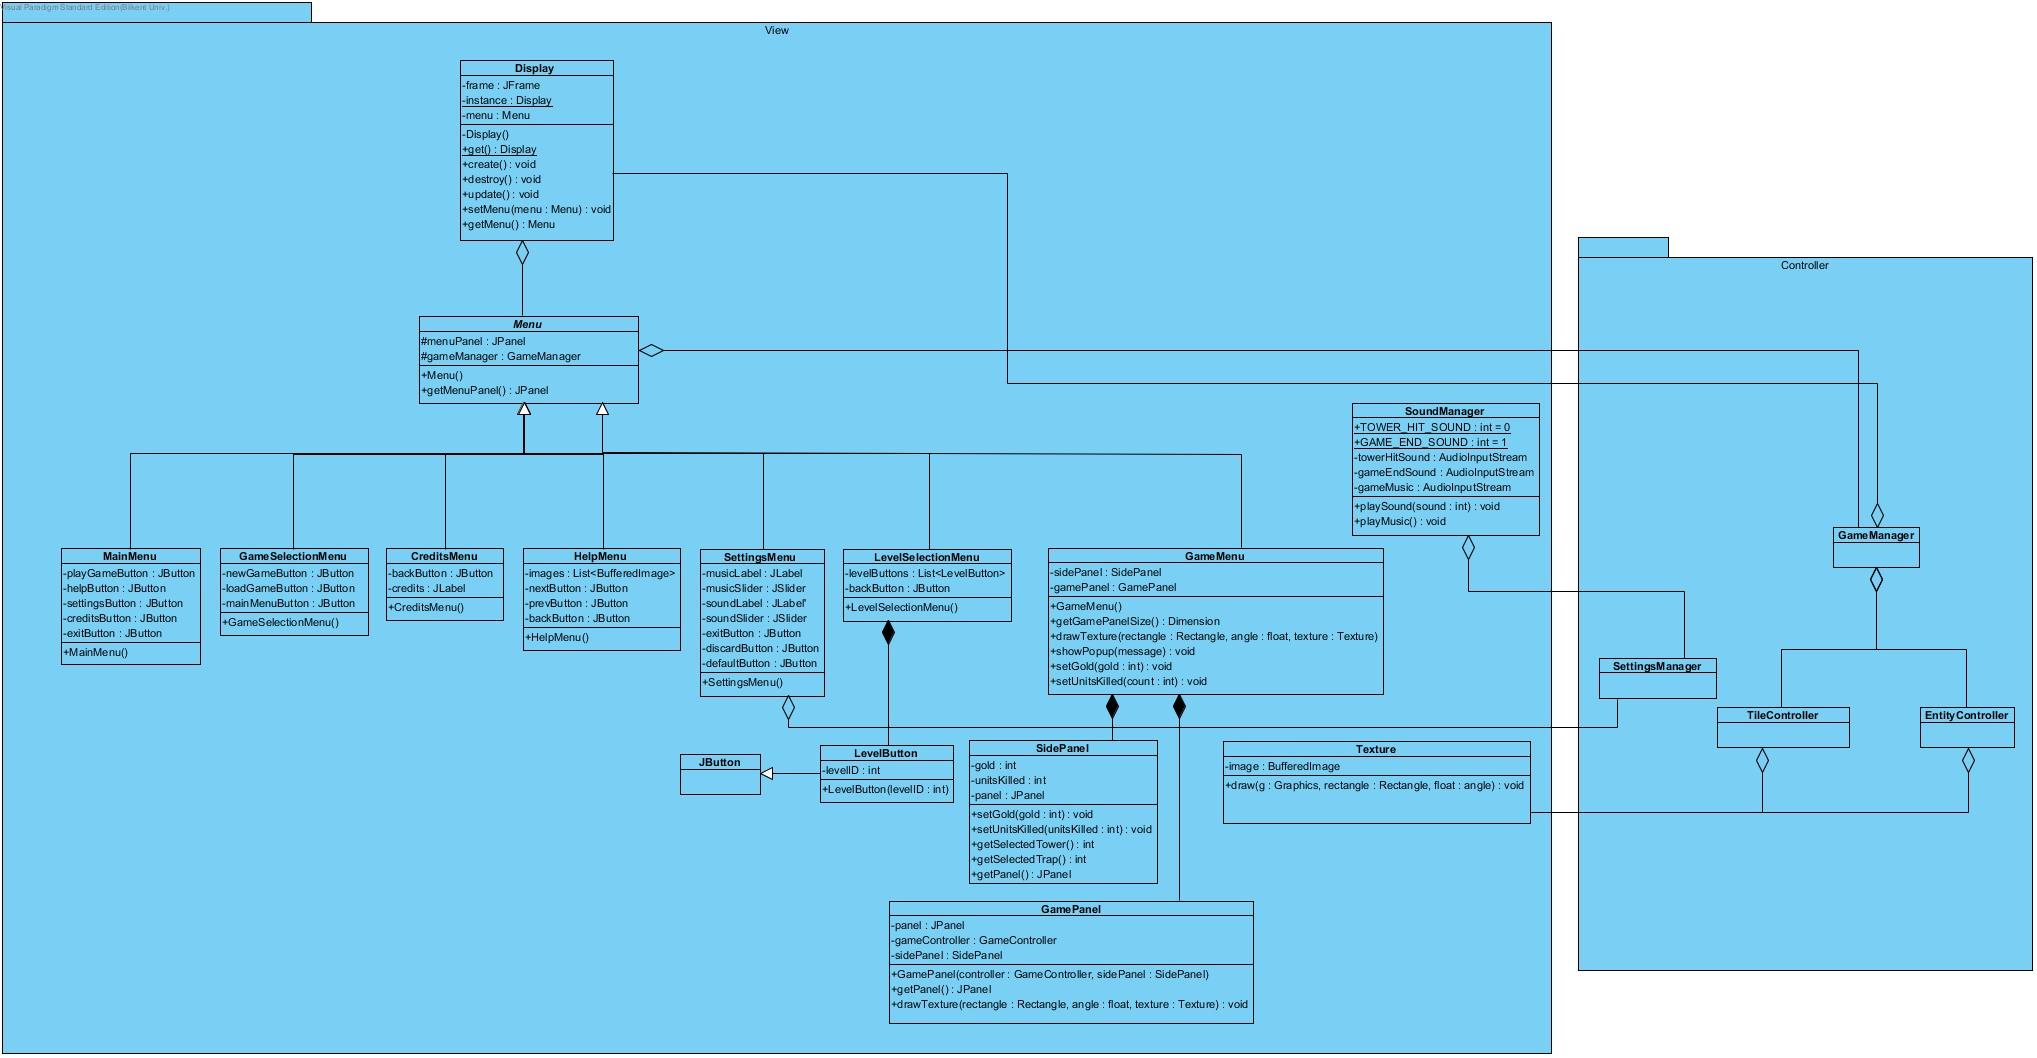 Visual Paradigm Standard Edition(Bilkent Univ.)
View
Display
-frame : JFrame
-instance : Display
-menu : Menu
-Display()
+get() : Display
+create() : void
+destroy() : void
+update() : void
+setMenu(menu : Menu) : void
+getMenu() : Menu
Controller
Menu
#menuPanel : JPanel
#gameManager : GameManager
+Menu()
+getMenuPanel() : JPanel
SoundManager
+TOWER_HIT_SOUND : int = 0
+GAME_END_SOUND : int = 1
-towerHitSound : AudioInputStream
-gameEndSound : AudioInputStream
-gameMusic : AudioInputStream
+playSound(sound : int) : void
+playMusic() : void
GameManager
MainMenu
-playGameButton : JButton
-helpButton : JButton
-settingsButton : JButton
-creditsButton : JButton
-exitButton : JButton
+MainMenu()
GameSelectionMenu
-newGameButton : JButton
-loadGameButton : JButton
-mainMenuButton : JButton
+GameSelectionMenu()
CreditsMenu
-backButton : JButton
-credits : JLabel
+CreditsMenu()
HelpMenu
-images : List<BufferedImage>
-nextButton : JButton
-prevButton : JButton
-backButton : JButton
+HelpMenu()
SettingsMenu
-musicLabel : JLabel
-musicSlider : JSlider
-soundLabel : JLabel'
-soundSlider : JSlider
-exitButton : JButton
-discardButton : JButton
-defaultButton : JButton
+SettingsMenu()
LevelSelectionMenu
-levelButtons : List<LevelButton>
-backButton : JButton
+LevelSelectionMenu()
GameMenu
-sidePanel : SidePanel
-gamePanel : GamePanel
+GameMenu()
+getGamePanelSize() : Dimension
+drawTexture(rectangle : Rectangle, angle : float, texture : Texture)
+showPopup(message) : void
+setGold(gold : int) : void
+setUnitsKilled(count : int) : void
SettingsManager
TileController
EntityController
JButton
LevelButton
-levelID : int
+LevelButton(levelID : int)
SidePanel
-gold : int
-unitsKilled : int
-panel : JPanel
+setGold(gold : int) : void
+setUnitsKilled(unitsKilled : int) : void
+getSelectedTower() : int
+getSelectedTrap() : int
+getPanel() : JPanel
Texture
-image : BufferedImage
+draw(g : Graphics, rectangle : Rectangle, float : angle) : void
GamePanel
-panel : JPanel
-gameController : GameController
-sidePanel : SidePanel
+GamePanel(controller : GameController, sidePanel : SidePanel)
+getPanel() : JPanel
+drawTexture(rectangle : Rectangle, angle : float, texture : Texture) : void